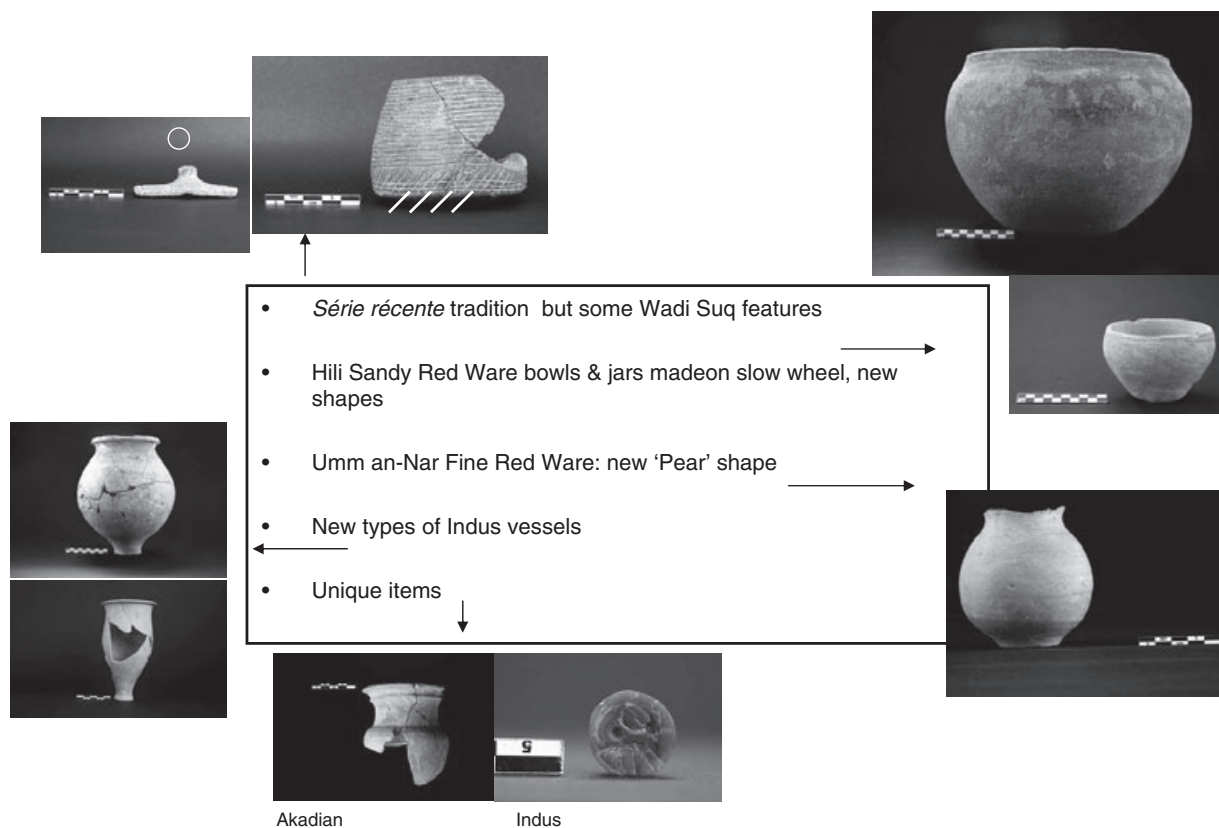 • Série récente tradition but some Wadi Suq features
• Hili Sandy Red Ware bowls & jars madeon slow wheel, new
shapes
• Umm an-Nar Fine Red Ware: new ‘Pear’ shape
• New types of Indus vessels
• Unique items
5
Akadian
Indus